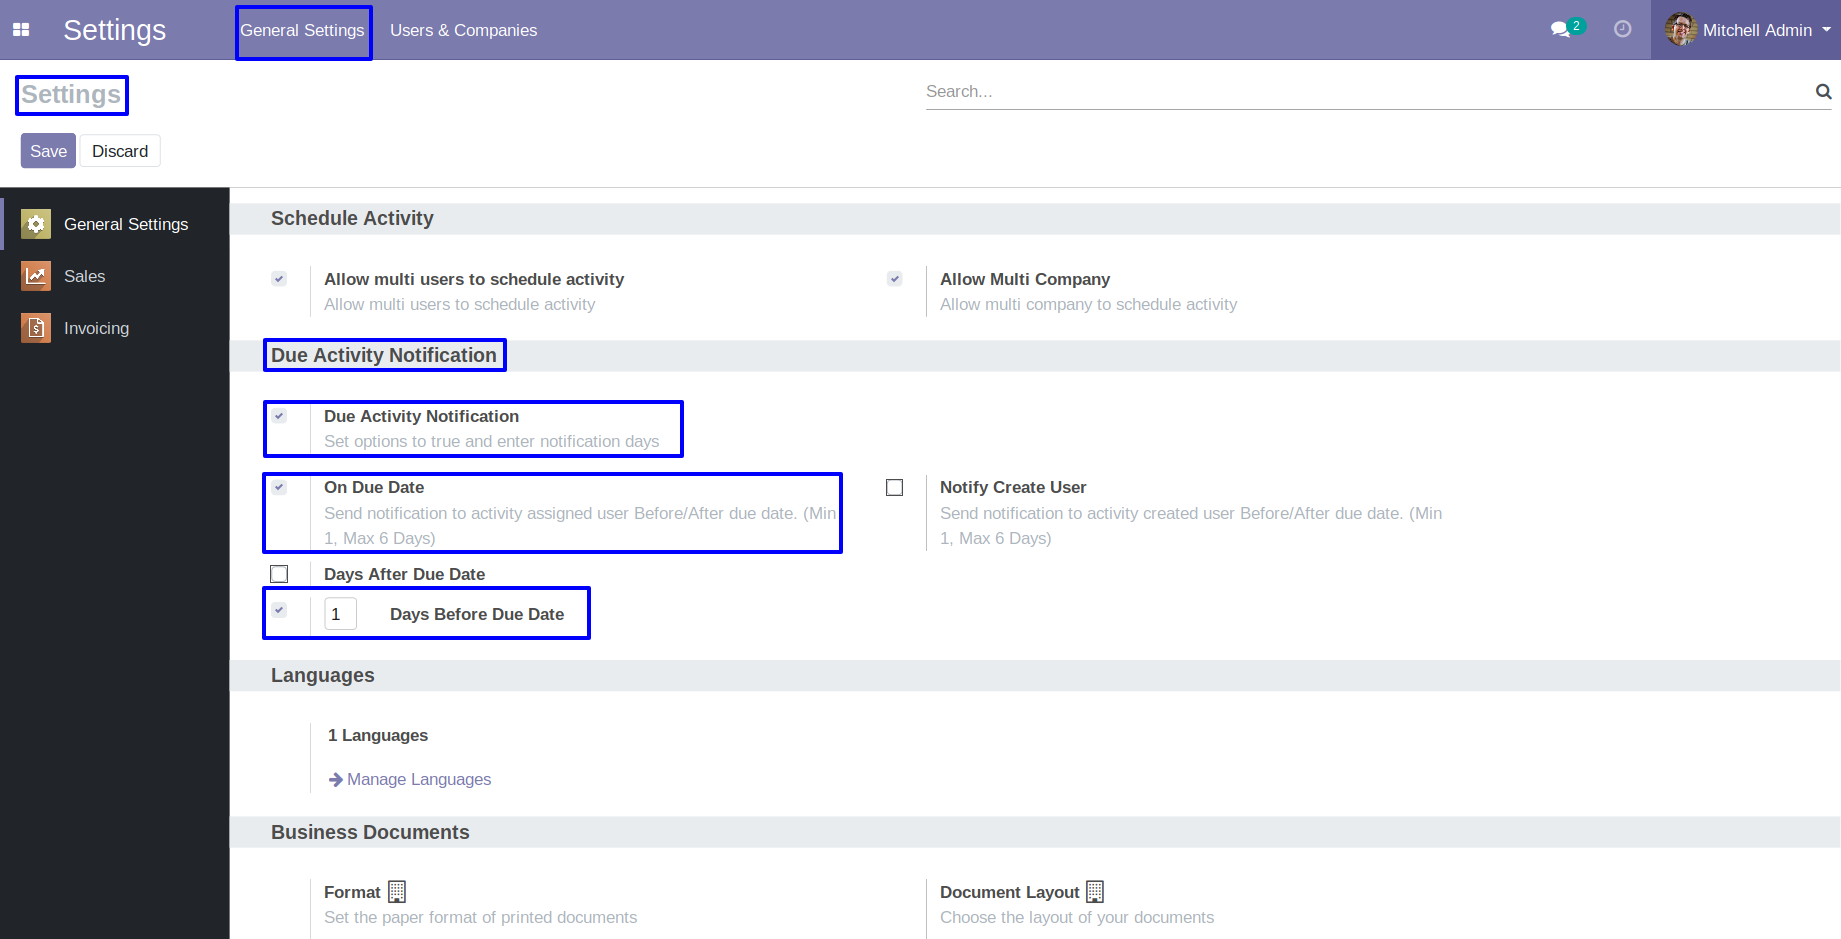 Settings General Settings Users & Companies 2 Mitchell Admin
Settings
Search...
Save Discard
General Settings
Sales
Invoicing
Schedule Activity
Allow multi users to schedule activity
Allow multi users to schedule activity
Allow Multi Company
Allow multi company to schedule activity
Due Activity Notification
Due Activity Notification
Set options to true and enter notification days
On Due Date
Send notification to activity assigned user Before/After due date. (Min
1, Max 6 Days)
Notify Create User
Send notification to activity created user Before/After due date. (Min
1, Max 6 Days)
Days After Due Date
1 Days Before Due Date
Languages
1 Languages
Manage Languages
Business Documents
Format
Set the paper format of printed documents
Document Layout
Choose the layout of your documents